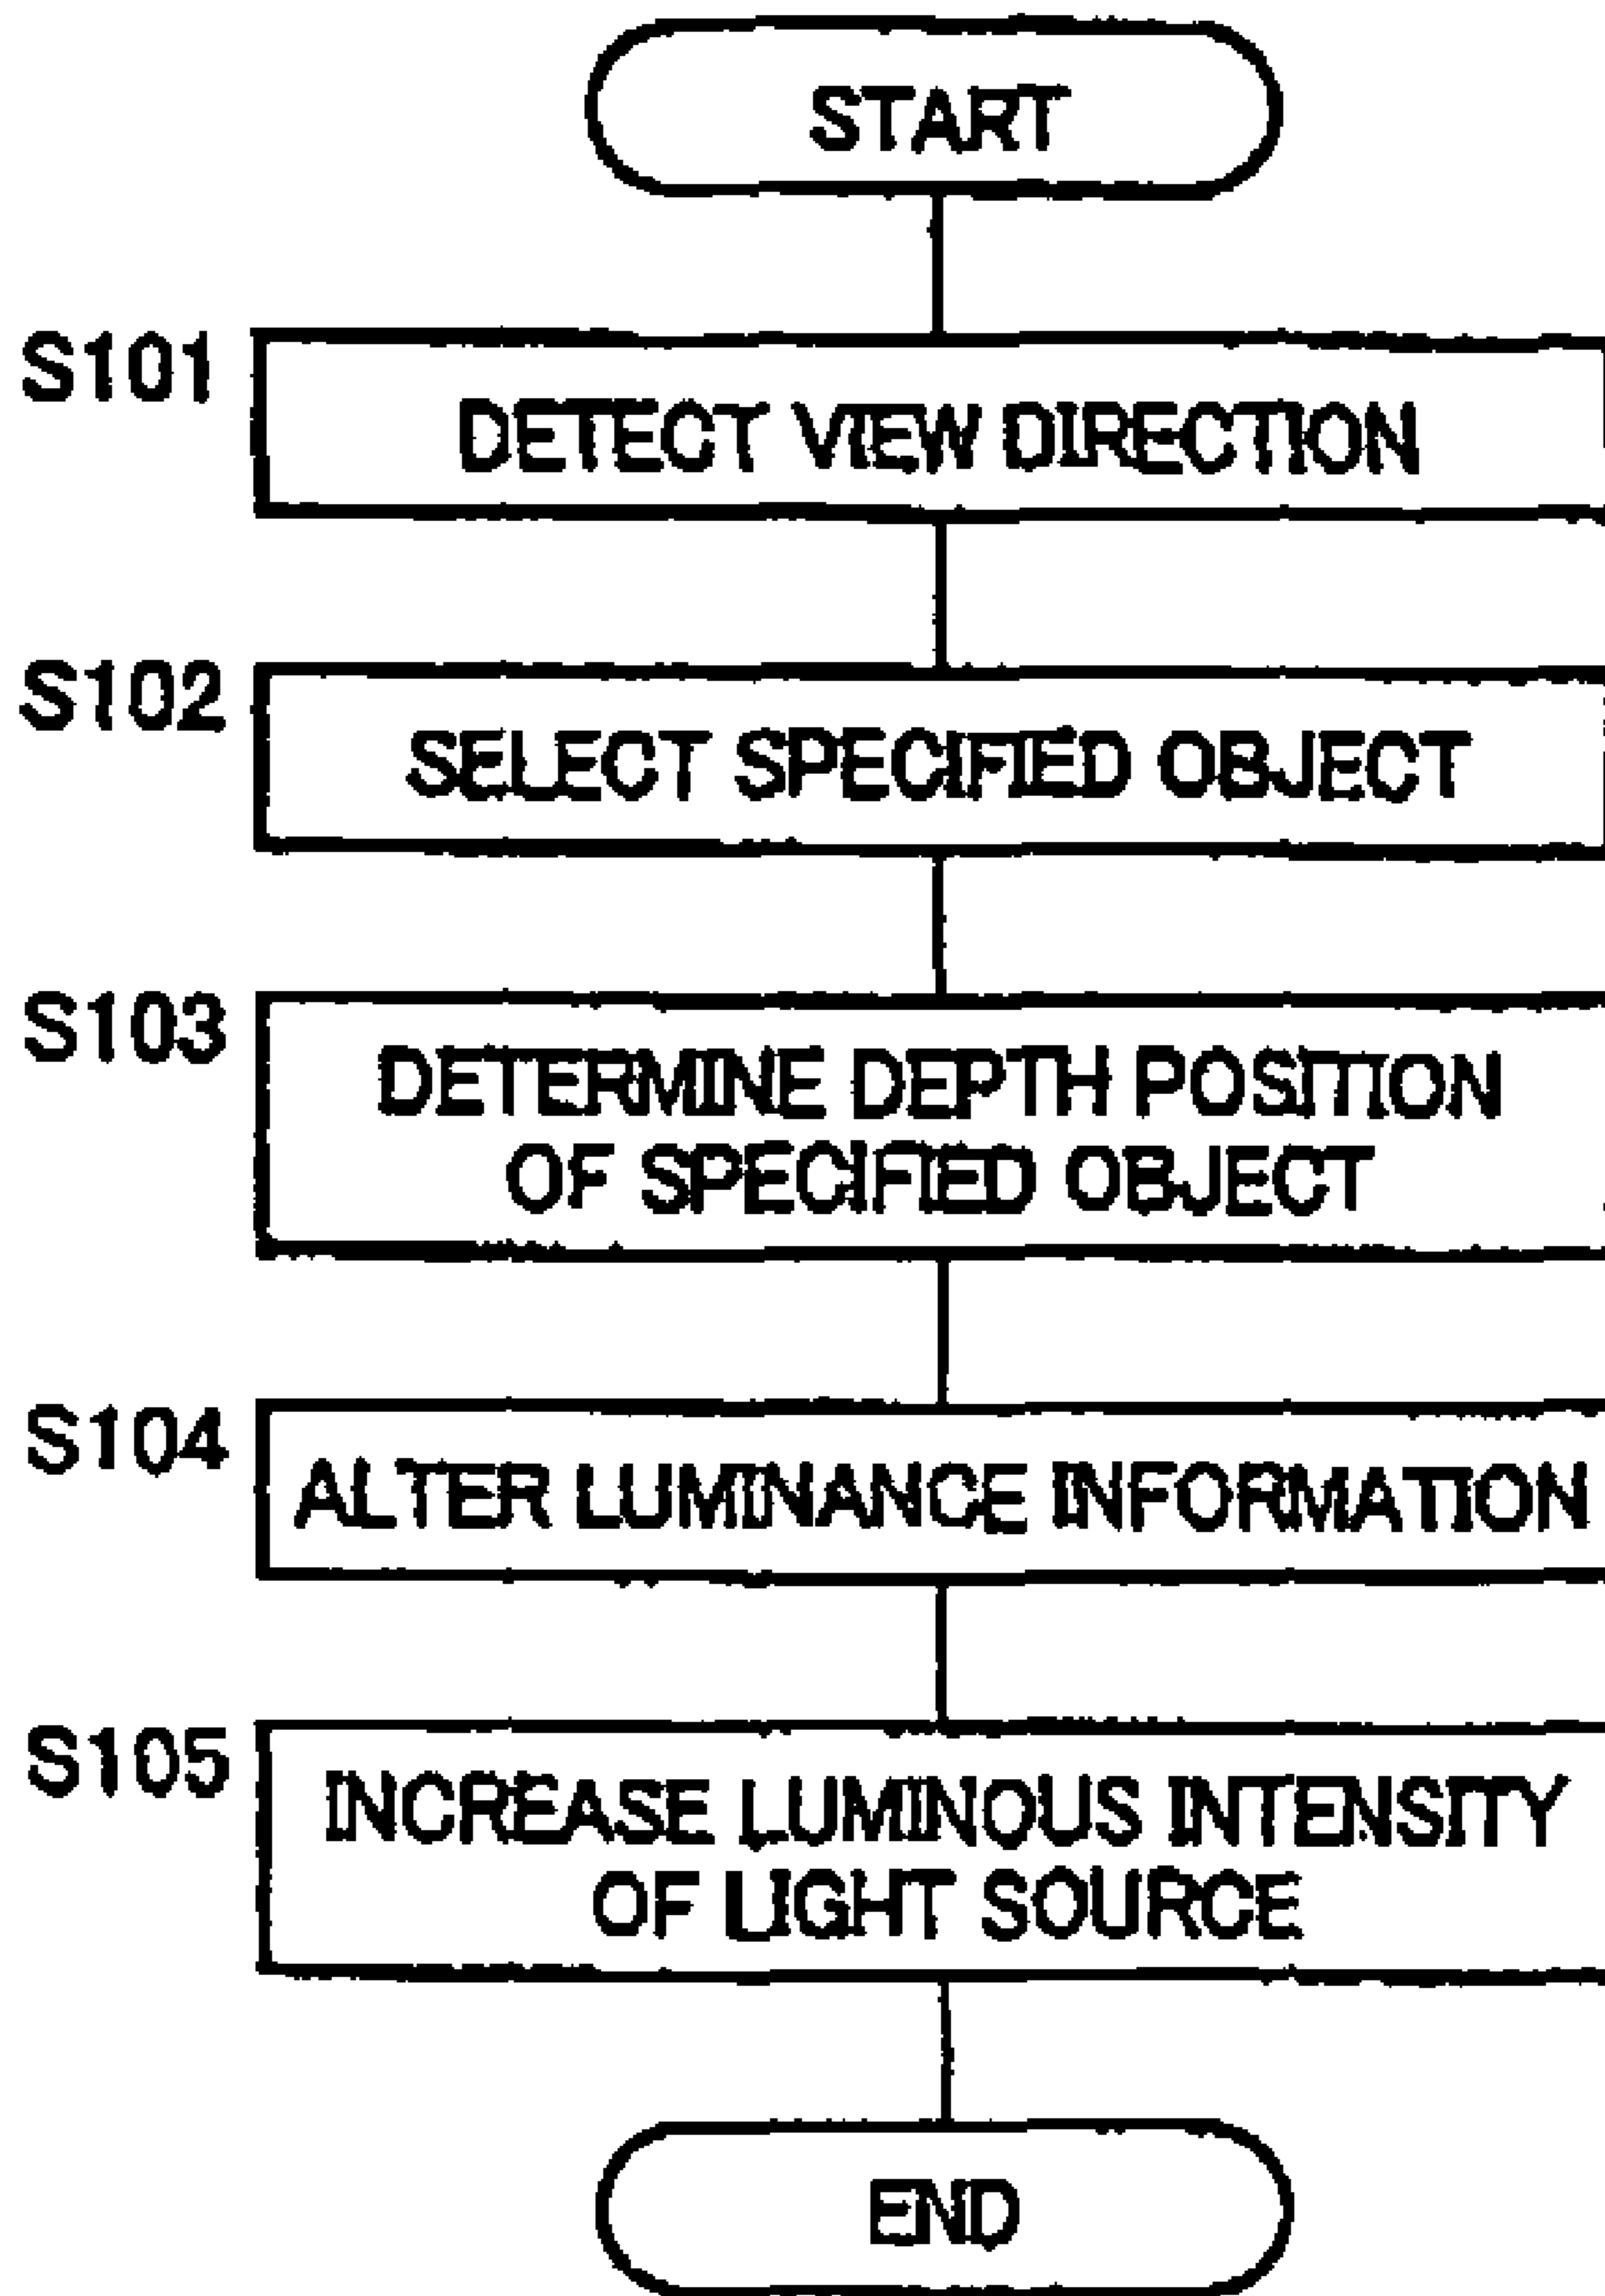 START
S101
DETECT VIEW DIRECTION
S102
SELECT SPECIFIED OBJECT
S103
DETERMINE DEPTH POSITION
OF SPECIFIED OBJECT
S104
ALTER LUMINANCE INFORMATION
S105
INCREASE LUMINOUS INTENSITY
OF LIGHT SOURCE
END